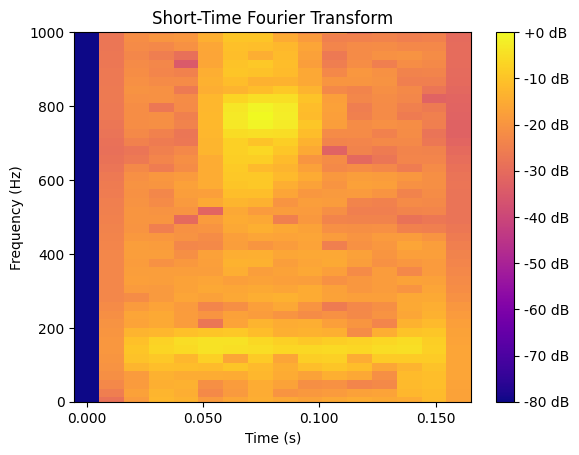 Short-Time Fourier Transform
1000
800
600
400
200
0
Frequency (Hz)
0.000
0.050
0.100
0.150
Time (s)
+0 dB
-10 dB
-20 dB
-30 dB
-40 dB
-50 dB
-60 dB
-70 dB
-80 dB